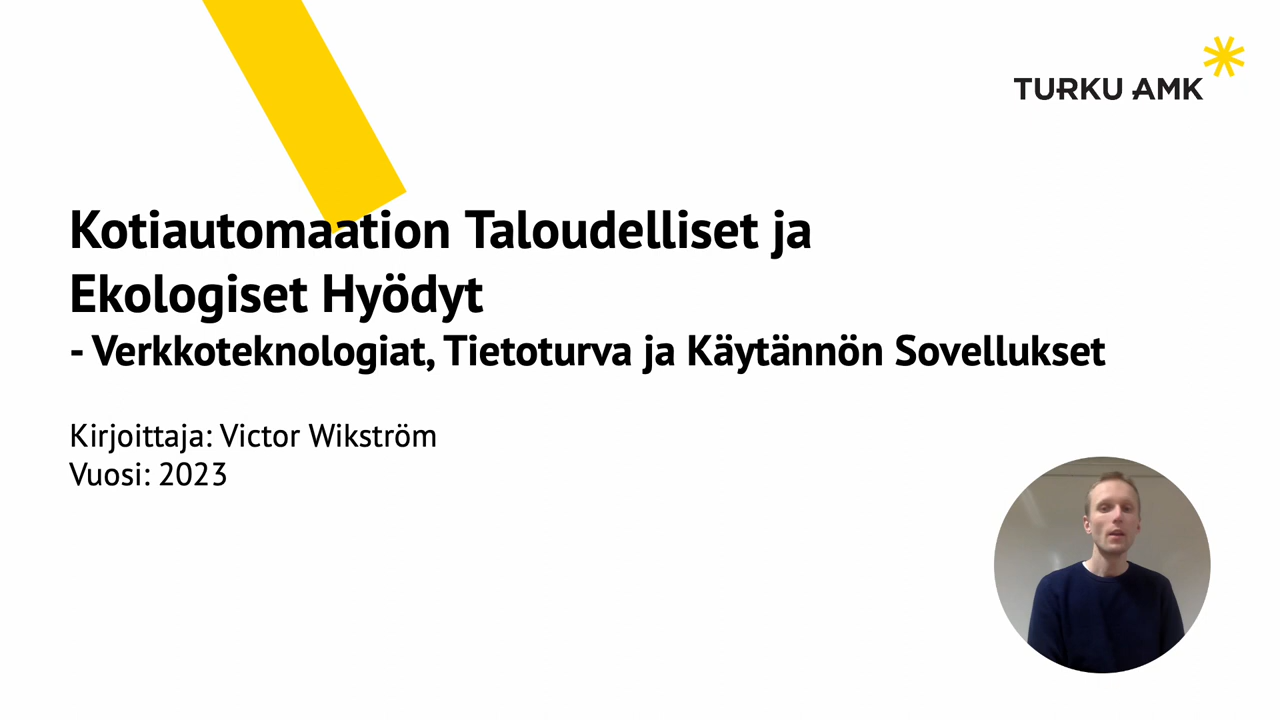 TURKU AMK
Kotiautomaation Taloudelliset ja
Ekologiset Hyödyt
- Verkkoteknologiat, Tietoturva ja Käytännön Sovellukset
Kirjoittaja: Victor Wikström
Vuosi: 2023